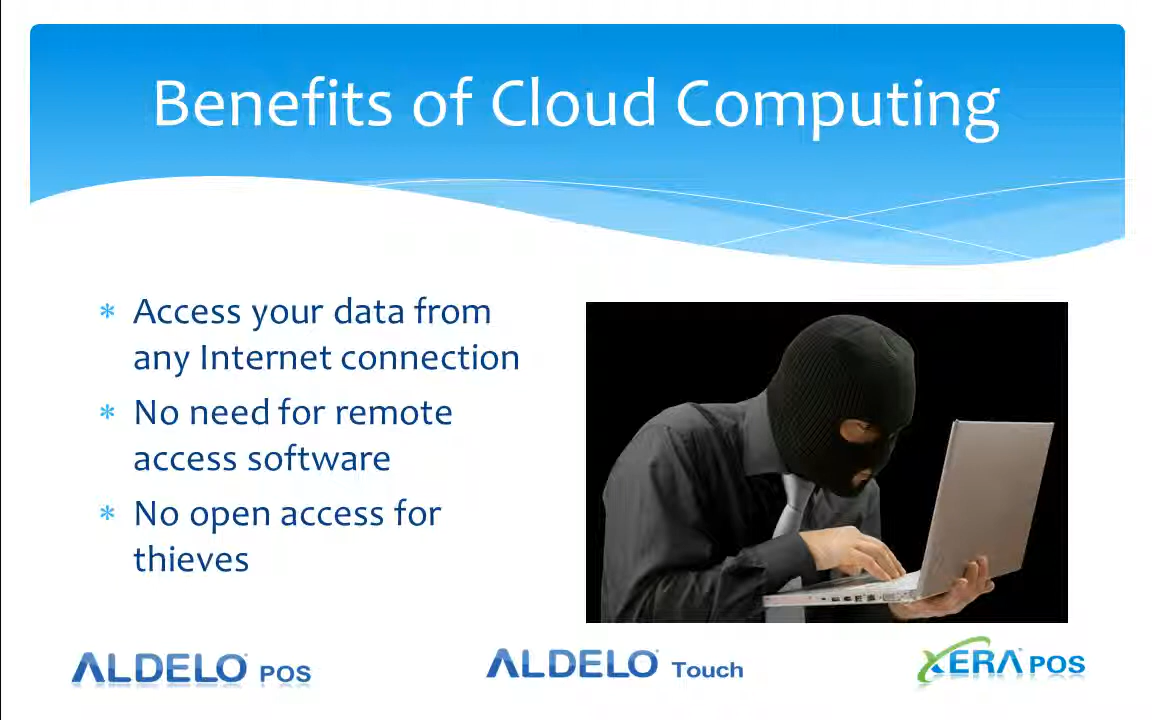 Benefits of Cloud Computing
* Access your data from
any Internet connection
* No need for remote
access software
* No open access for
thieves
ALDELO POS
ALDELO Touch
XERA POS